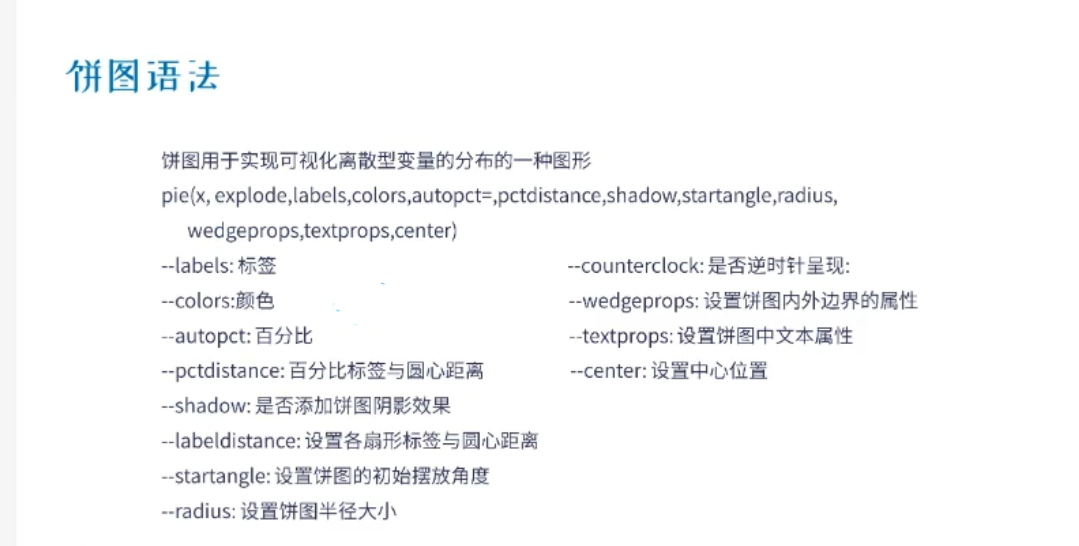 饼图语法
饼图用于实现可视化离散型变量的分布的一种图形
pie(x, explode,labels,colors,autopct=,pctdistance,shadow,startangle,radius,
wedgeprops,textprops,center)
--labels: 标签
--colors:颜色
--autopct: 百分比
--pctdistance: 百分比标签与圆心距离
--shadow: 是否添加饼图阴影效果
--labeldistance: 设置各扇形标签与圆心距离
--startangle: 设置饼图的初始摆放角度
--radius: 设置饼图半径大小
--counterclock: 是否逆时针呈现:
--wedgeprops: 设置饼图内外边界的属性
--textprops: 设置饼图中文本属性
--center: 设置中心位置